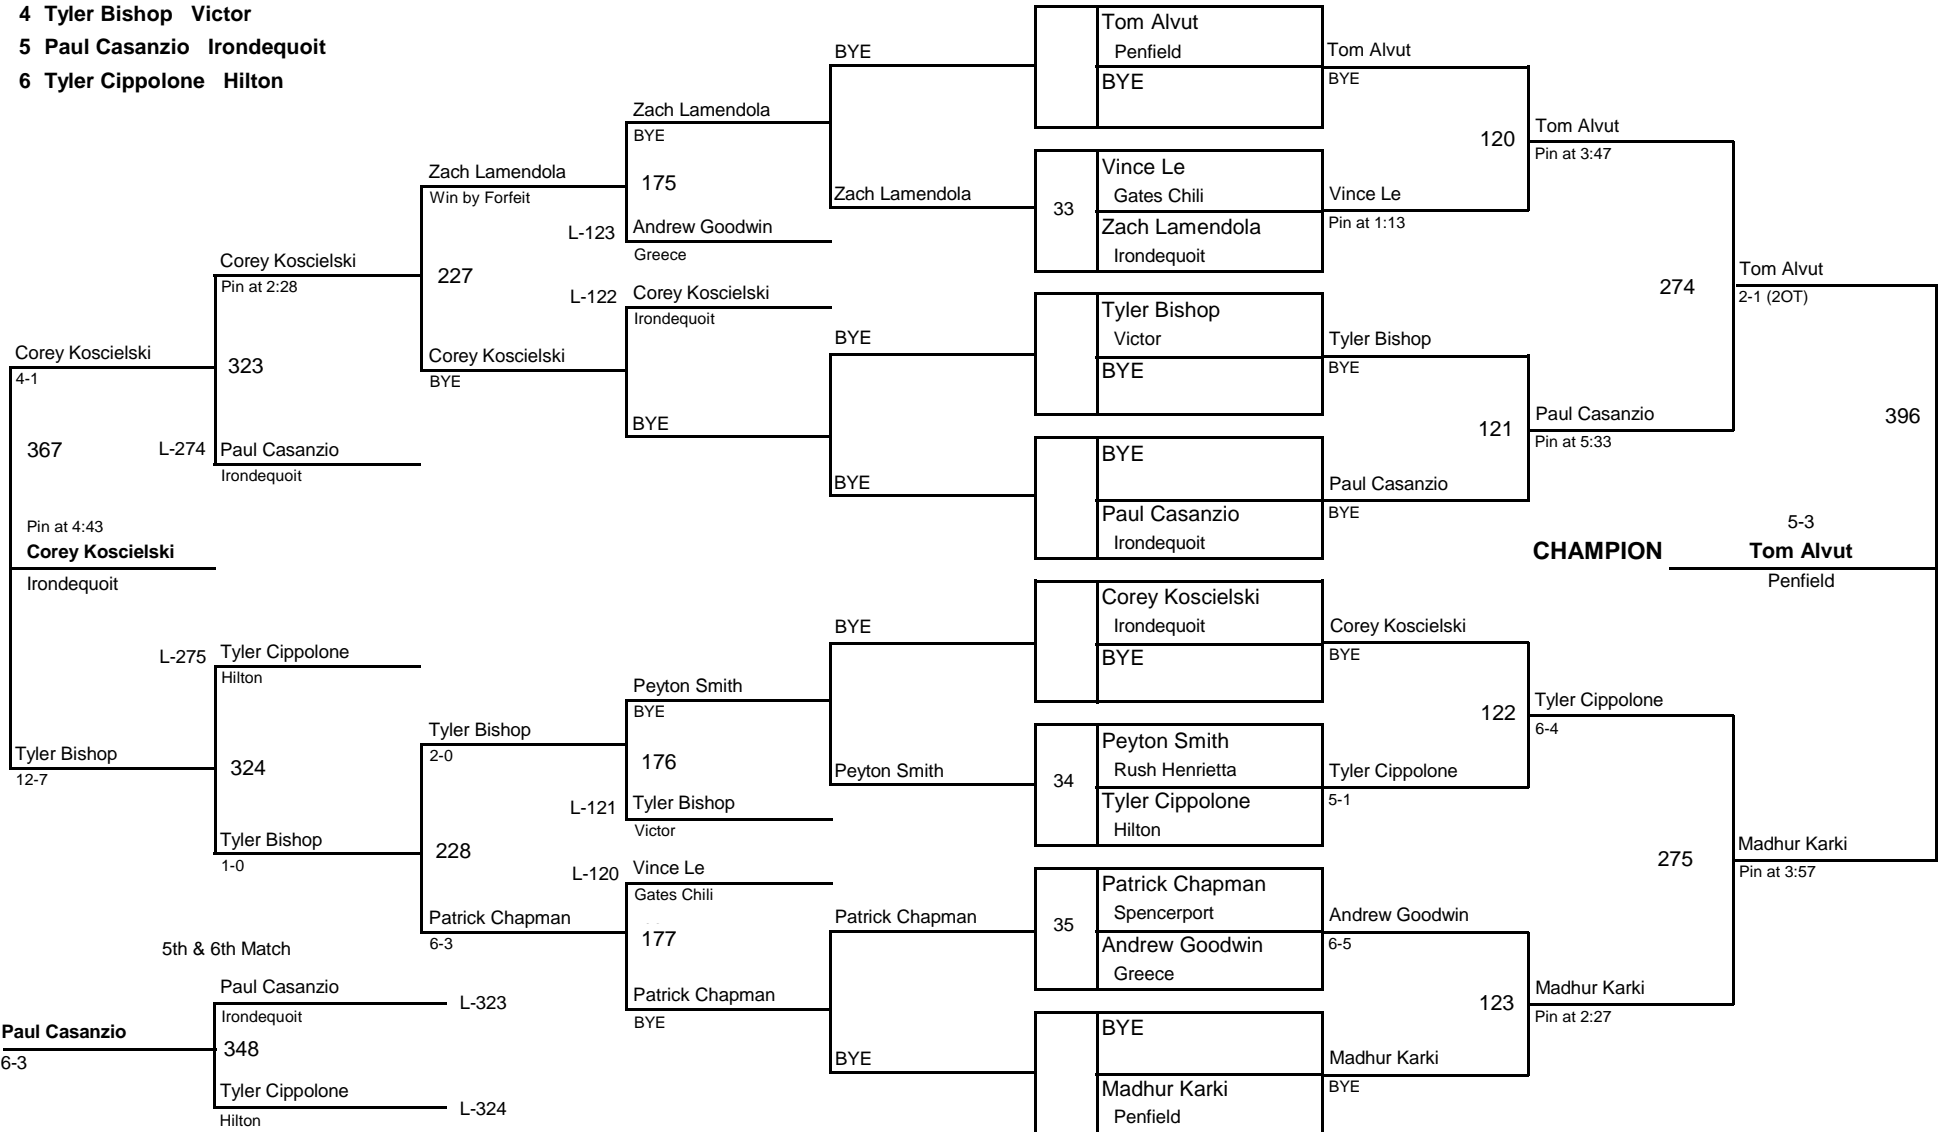 4 Tyler Bishop Victor
5 Paul Casanzio Irondequoit
6 Tyler Cippolone Hilton
Corey Koscielski
4-1
367
Pin at 4:43
Corey Koscielski
Irondequoit
Tyler Bishop
12-7
Corey Koscielski
Pin at 2:28
323
L-274 Paul Casanzio
Irondequoit
L-275 Tyler Cippolone
Hilton
324
Tyler Bishop
1-0
5th & 6th Match
Paul Casanzio
L-323
Irondequoit
Paul Casanzio
348
6-3
Tyler Cippolone
L-324
Hilton
Zach Lamendola
Win by Forfeit
227
Corey Koscielski
BYE
Tyler Bishop
2-0
228
Patrick Chapman
6-3
Zach Lamendola
BYE
175
L-123 Andrew Goodwin
Greece
L-122 Corey Koscielski
Irondequoit
BYE
Peyton Smith
BYE
176
L-121 Tyler Bishop
Victor
L-120 Vince Le
Gates Chili
177
Patrick Chapman
BYE
BYE
Zach Lamendola
BYE
BYE
BYE
Peyton Smith
Patrick Chapman
BYE
Tom Alvut
Penfield
BYE
33
Vince Le
Gates Chili
Zach Lamendola
Irondequoit
Tyler Bishop
Victor
BYE
BYE
Paul Casanzio
Irondequoit
Corey Koscielski
Irondequoit
BYE
34
Peyton Smith
Rush Henrietta
Tyler Cippolone
Hilton
35
Patrick Chapman
Spencerport
Andrew Goodwin
Greece
BYE
Madhur Karki
Penfield
Tom Alvut
BYE
120
Vince Le
Pin at 1:13
Tyler Bishop
BYE
121
Paul Casanzio
BYE
Corey Koscielski
BYE
122
Tyler Cippolone
5-1
Andrew Goodwin
6-5
123
Madhur Karki
BYE
Tom Alvut
Pin at 3:47
274
Paul Casanzio
Pin at 5:33
Tyler Cippolone
6-4
275
Madhur Karki
Pin at 2:27
Tom Alvut
2-1 (2OT)
396
5-3
CHAMPION Tom Alvut
Penfield
Madhur Karki
Pin at 3:57